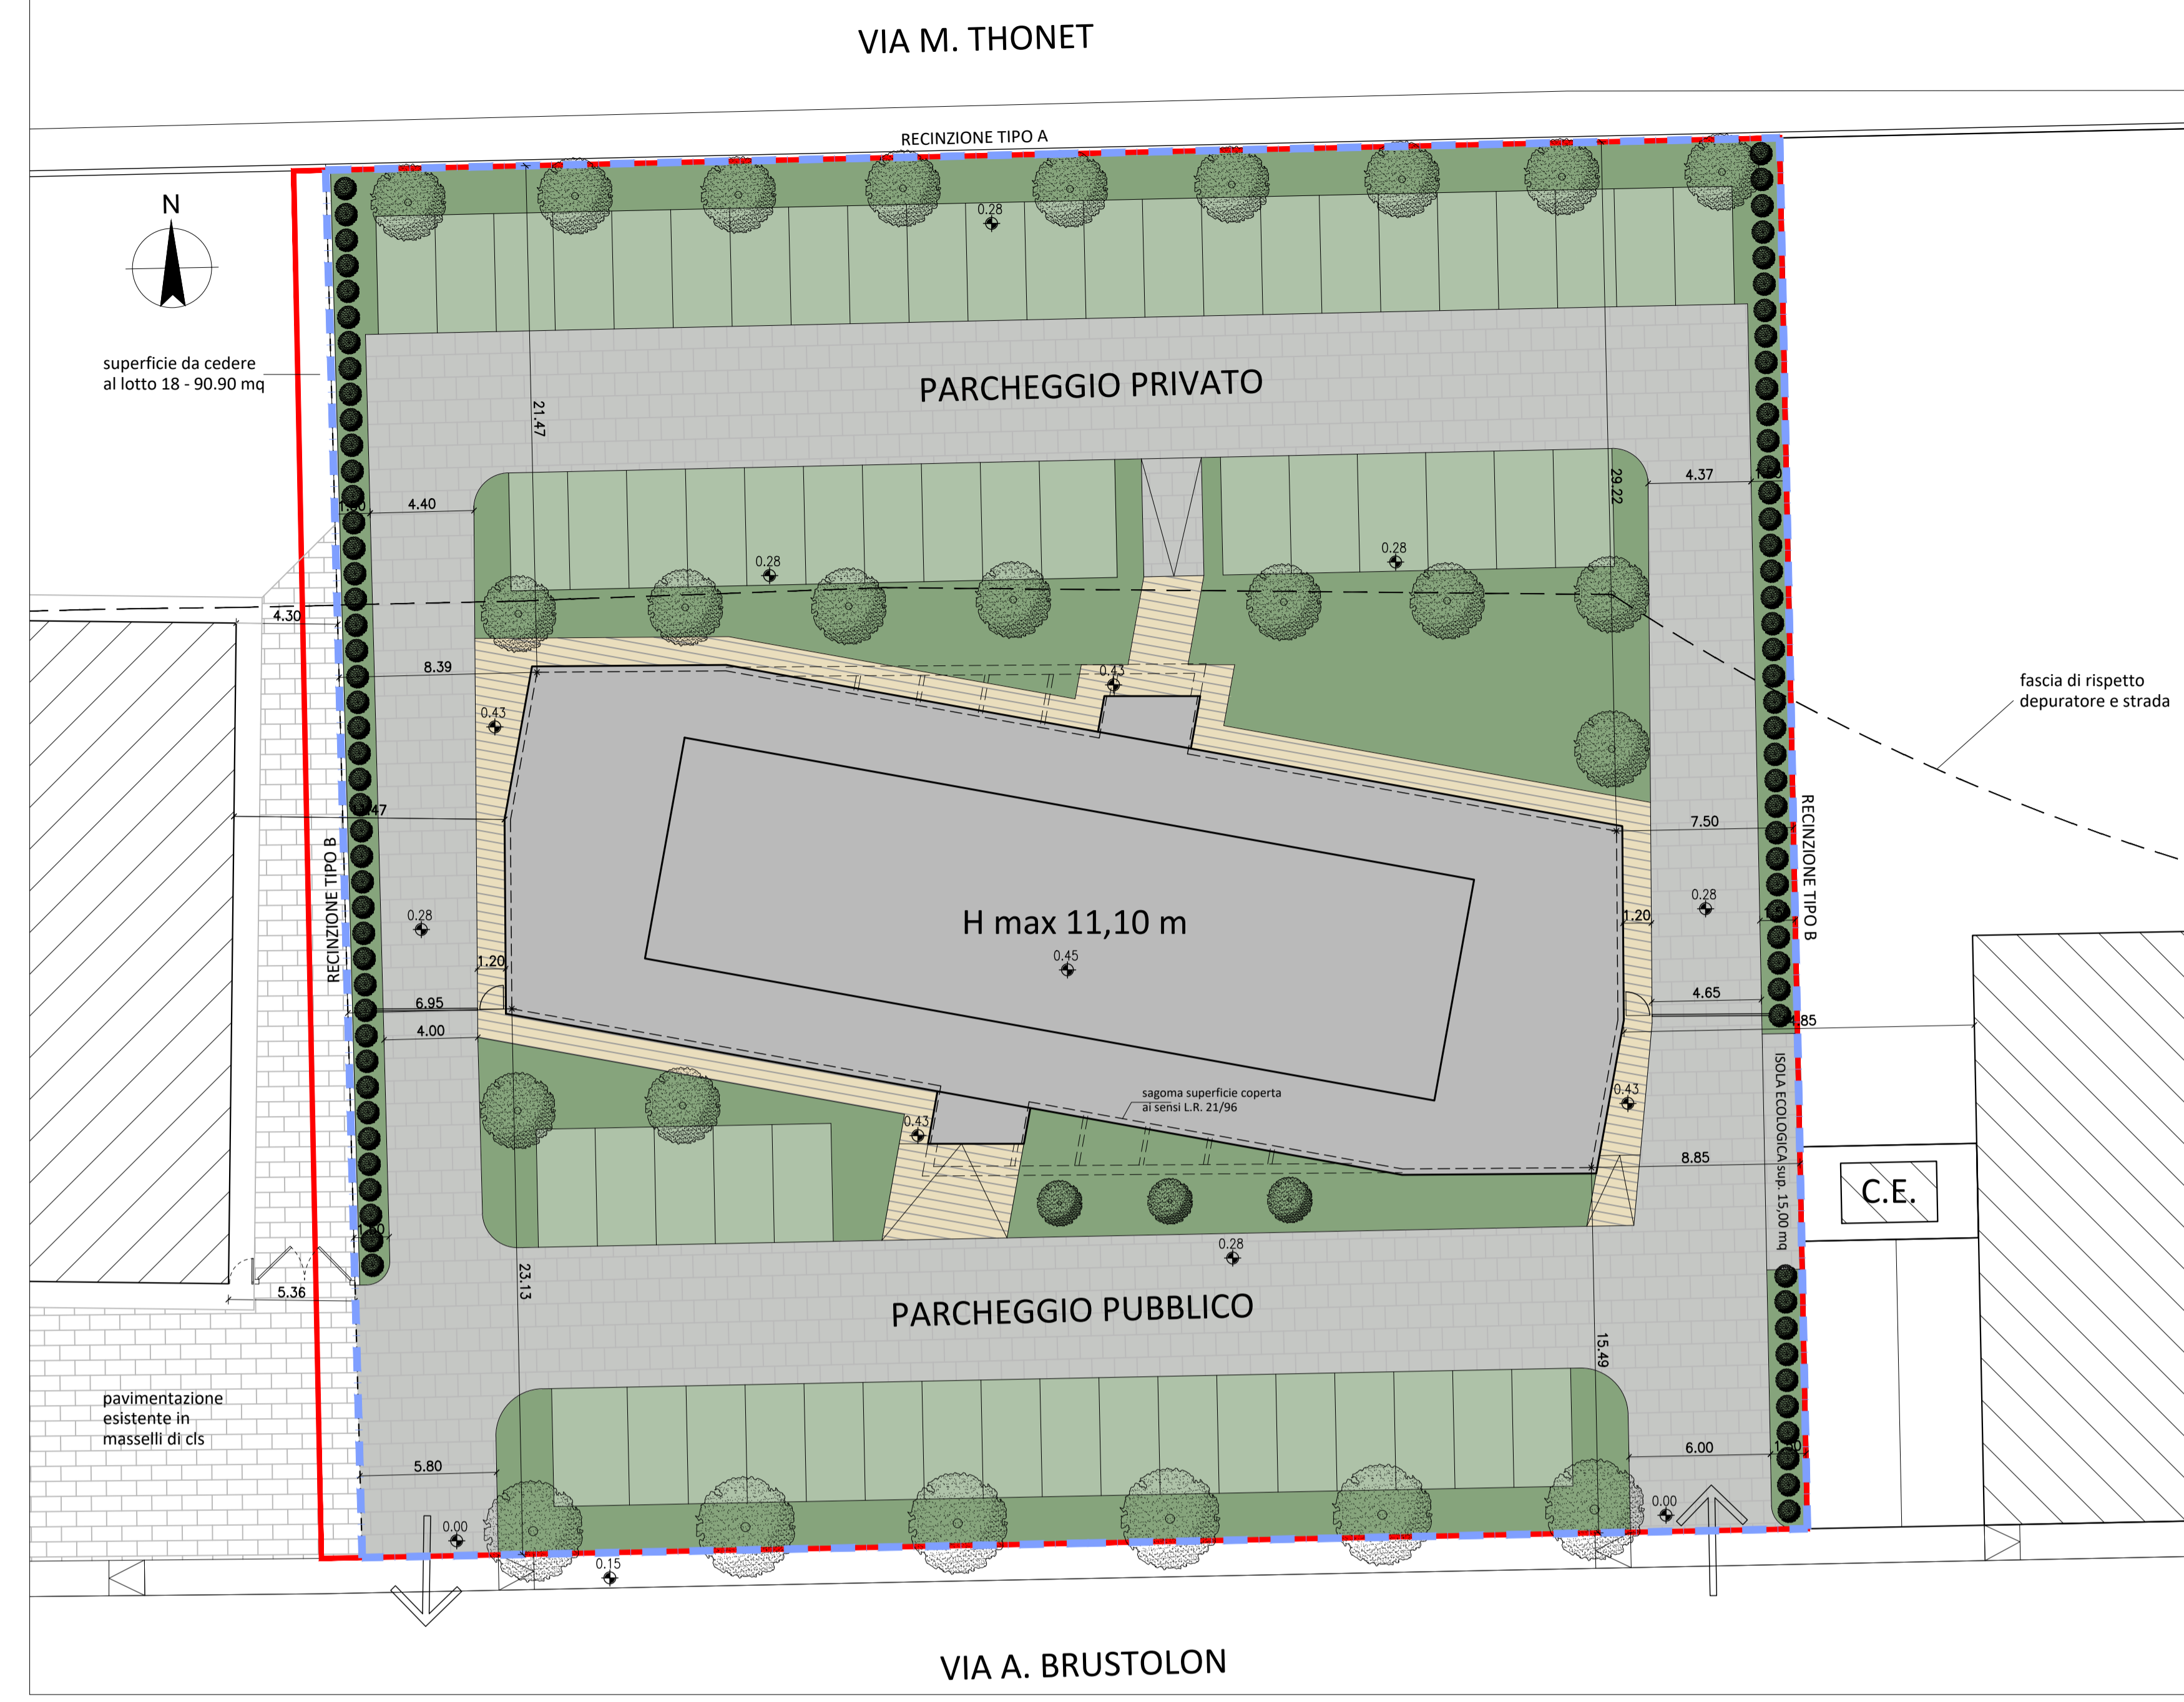 VIA M. THONET
RECINZIONE TIPO A
N
0.28
superficie da cedere
al lotto 18 - 90.90 mq
PARCHEGGIO PRIVATO
21.47
29.22
4.40
4.37
0.28
0.28
4.30
8.39
0.43
0.43
fascia di rispetto
depuratore e strada
RECINZIONE TIPO B
7.50
RECINZIONE TIPO B
0.28
H max 11,10 m
0.28
1.20
0.45
1.20
6.95
4.65
4.00
4.85
sagoma superficie coperta
ai sensi L.R. 21/96
0.43
0.43
ISOLA ECOLOGICA sup. 15,00 mq
8.85
C.E.
0.28
23.13
5.36
PARCHEGGIO PUBBLICO
15.49
pavimentazione
esistente in
masselli di cls
5.80
6.00
0.00
0.00
0.15
VIA A. BRUSTOLON